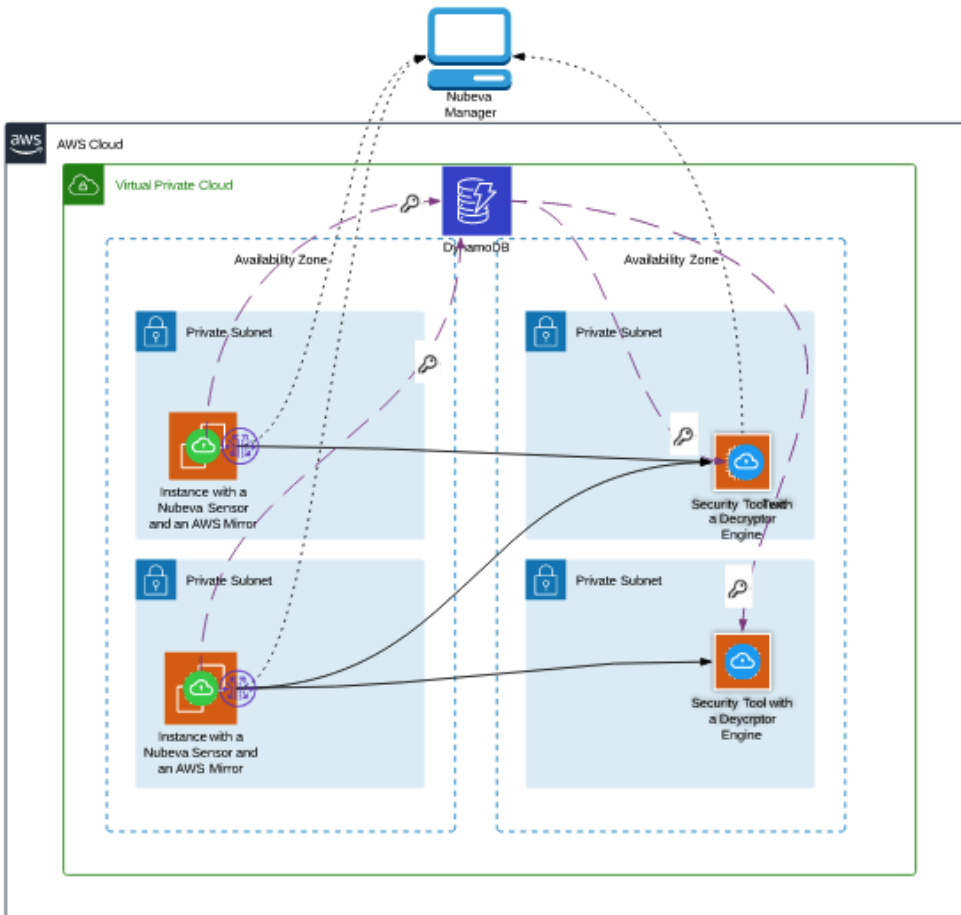 Nubeva
Manager
aws
AWS Cloud
Virtual Private Cloud
DynamoDB
Availability Zone
Availability Zone
Private Subnet
Private Subnet
Instance with a
Nubeva Sensor
and an AWS Mirror
Security Tool with
a Decryptor
Engine
Private Subnet
Private Subnet
Instance with a
Nubeva Sensor and
an AWS Mirror
Security Tool with
a Deycrptor
Engine